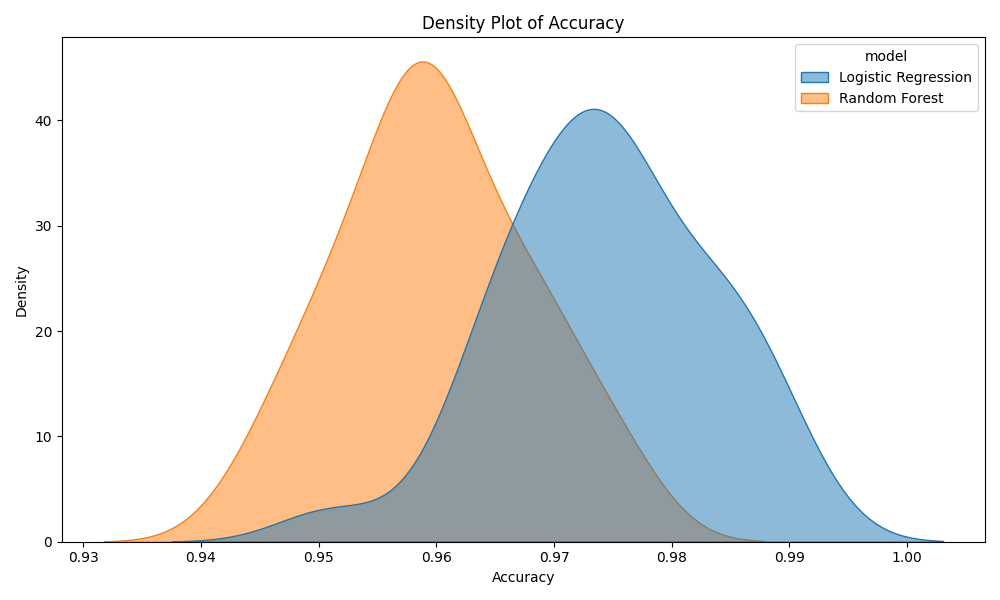 Density Plot of Accuracy
model
Logistic Regression
Random Forest
Density
40
30
20
10
0
0.93 0.94 0.95 0.96 0.97 0.98 0.99 1.00
Accuracy